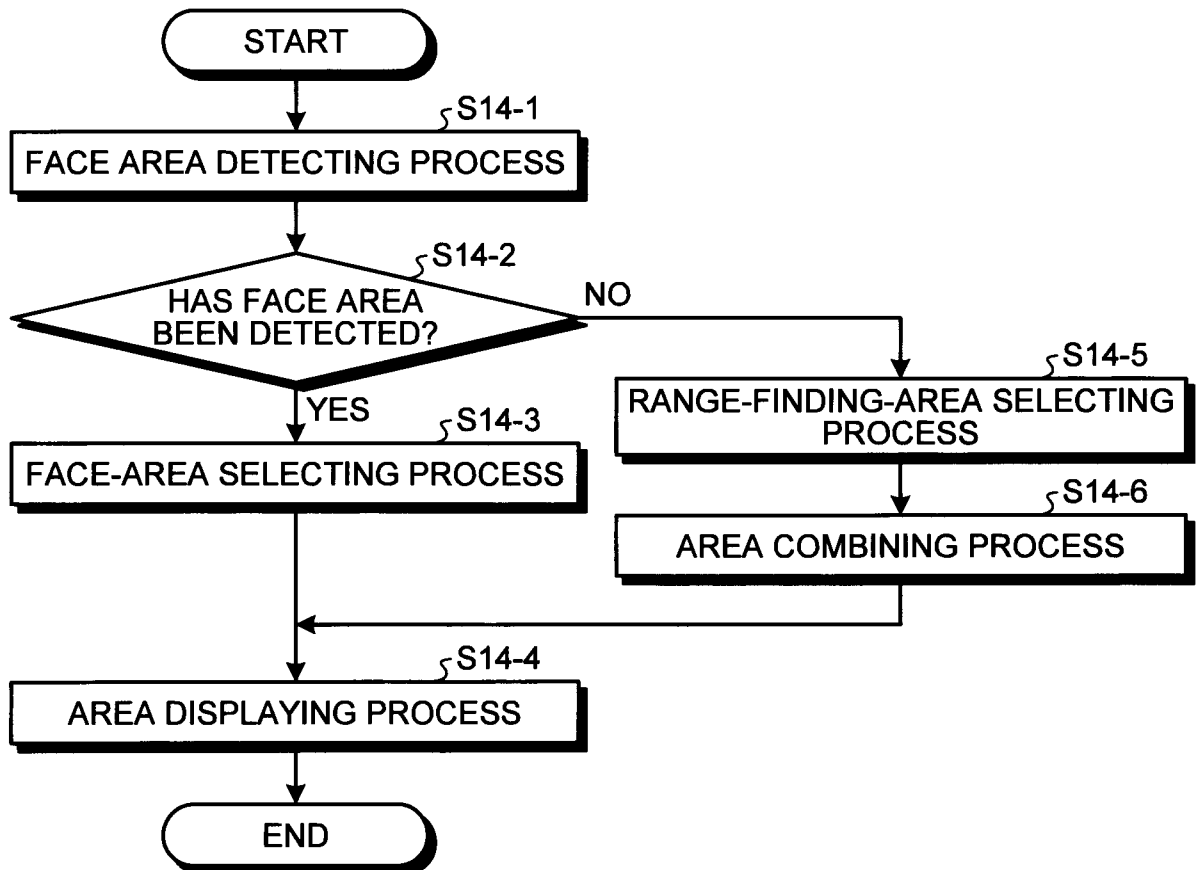 START
S14-1
FACE AREA DETECTING PROCESS
S14-2
HAS FACE AREA
BEEN DETECTED?
NO
YES
S14-3
FACE-AREA SELECTING PROCESS
S14-5
RANGE-FINDING-AREA SELECTING
PROCESS
S14-6
AREA COMBINING PROCESS
S14-4
AREA DISPLAYING PROCESS
END